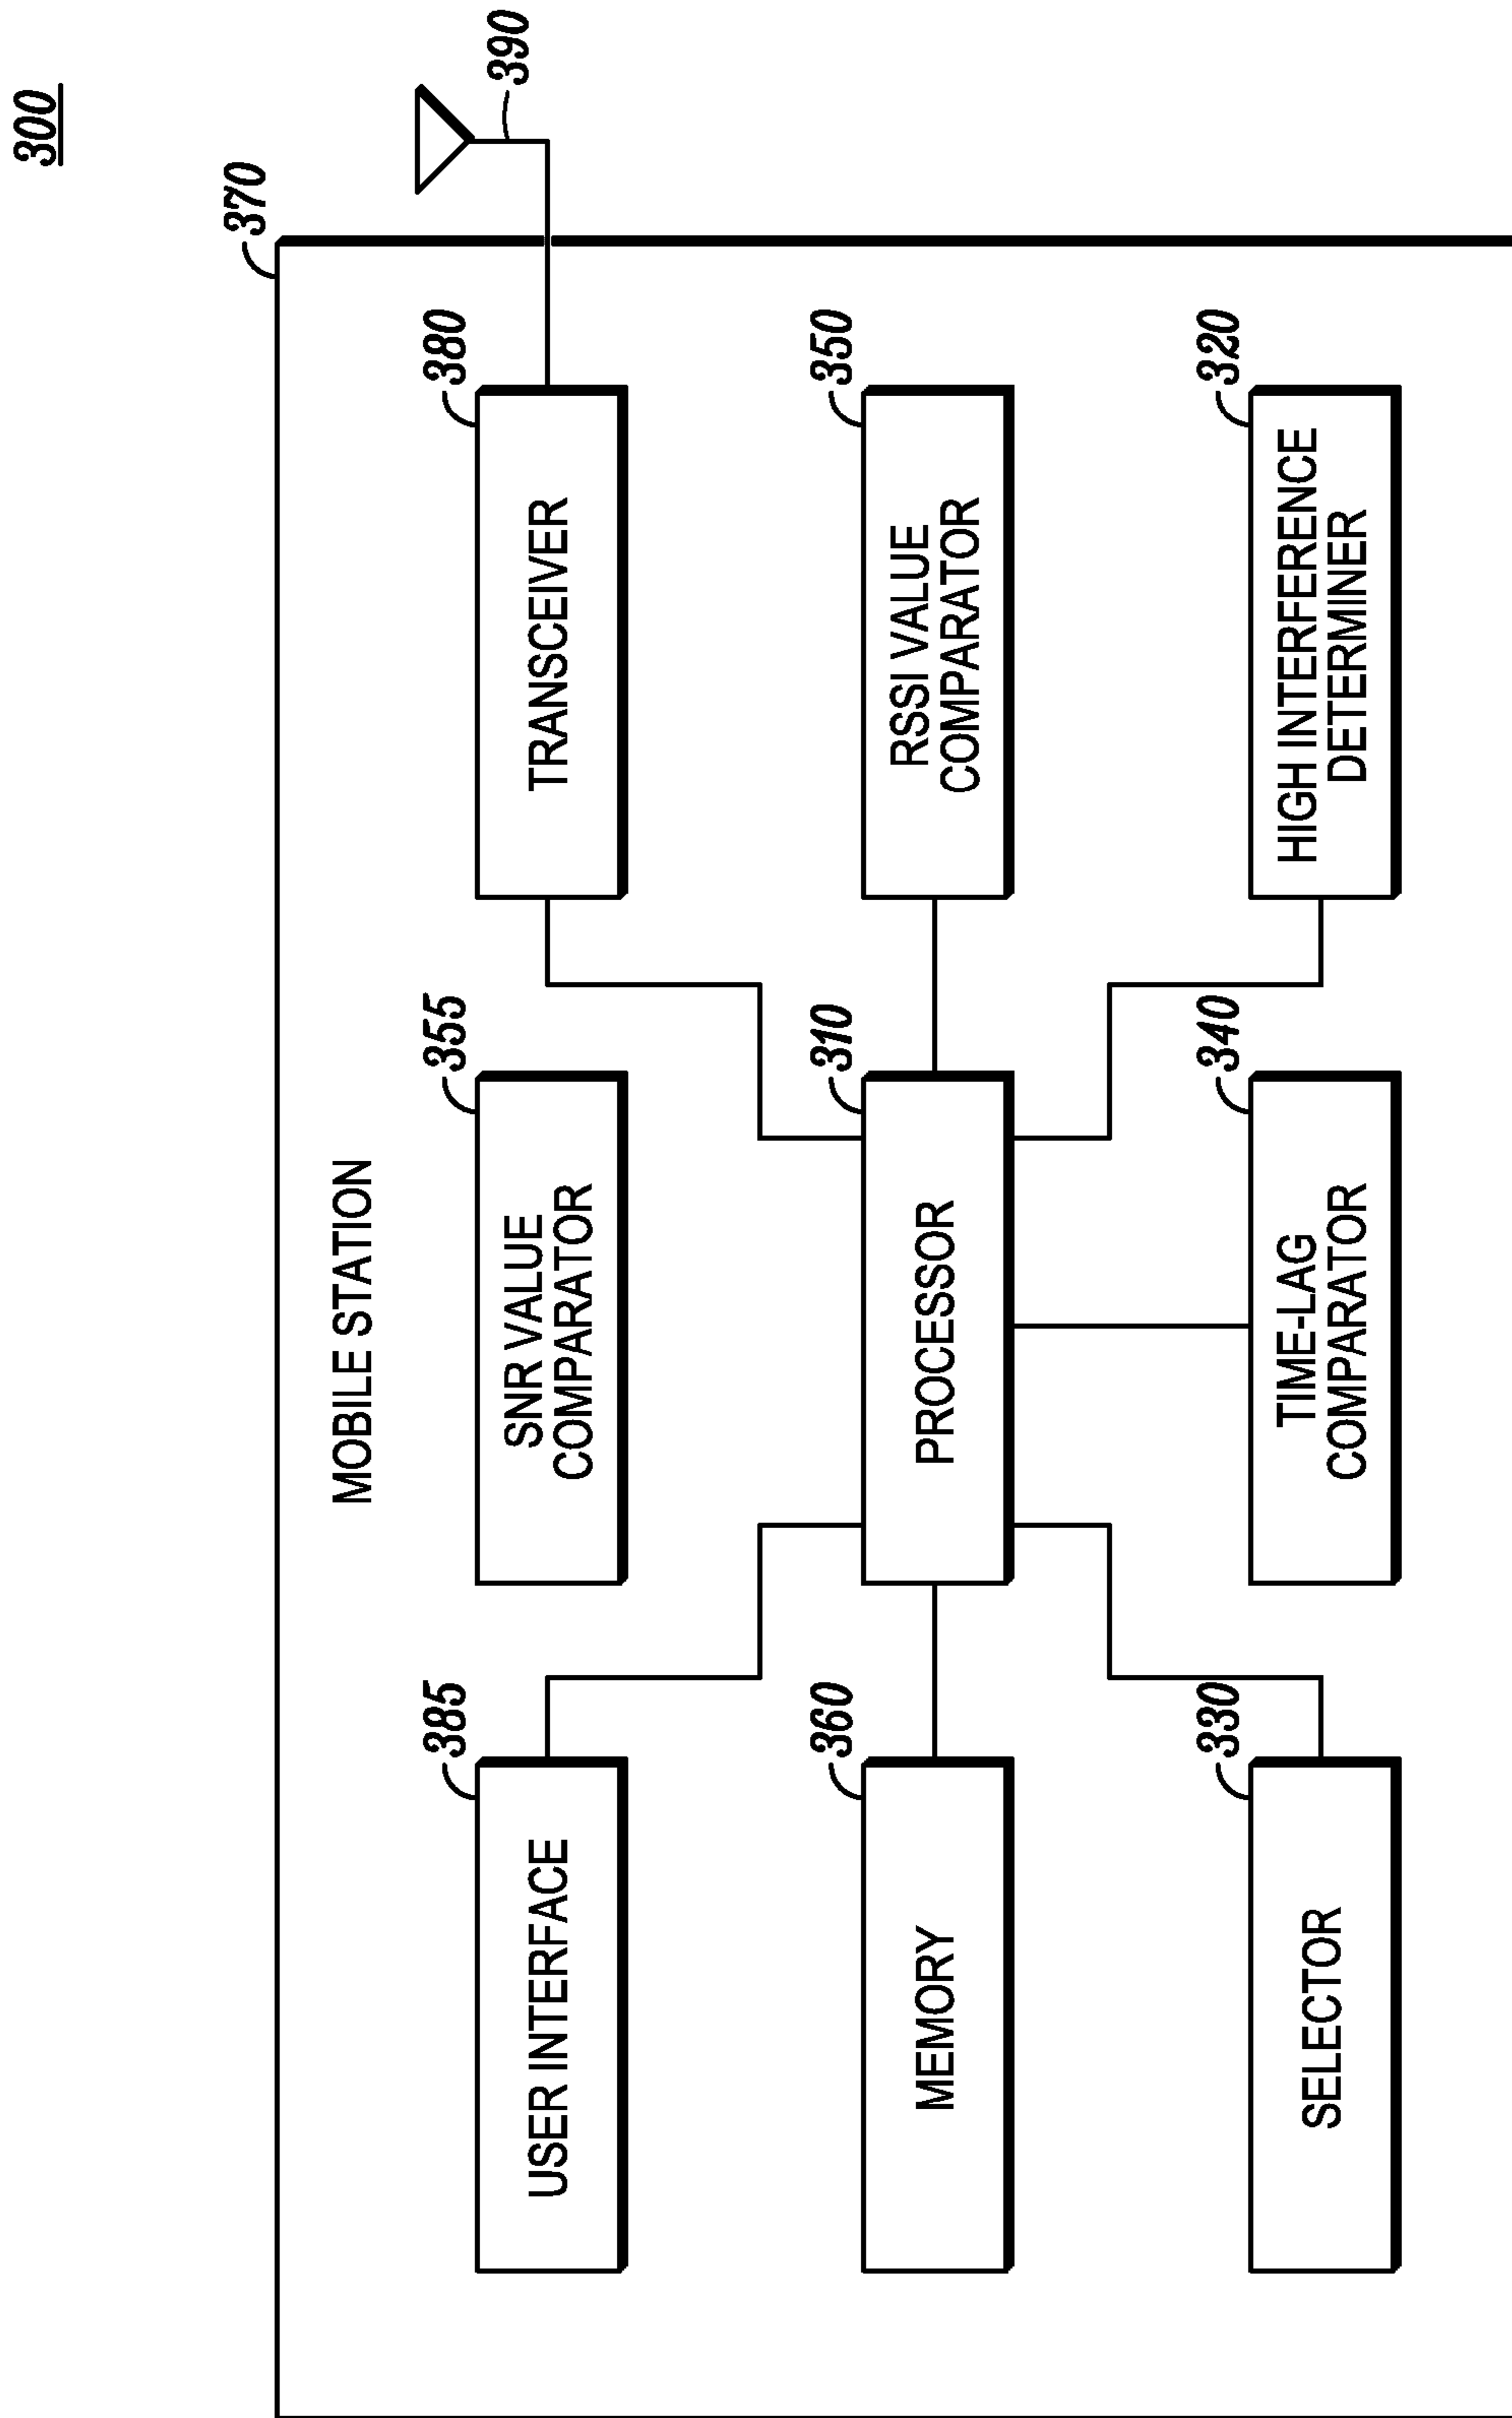 300
370
390
MOBILE STATION
385
USER INTERFACE
355
SNR VALUE
COMPARATOR
380
TRANSCEIVER
360
MEMORY
310
PROCESSOR
350
RSSI VALUE
COMPARATOR
330
SELECTOR
340
TIME-LAG
COMPARATOR
320
HIGH INTERFERENCE
DETERMINER